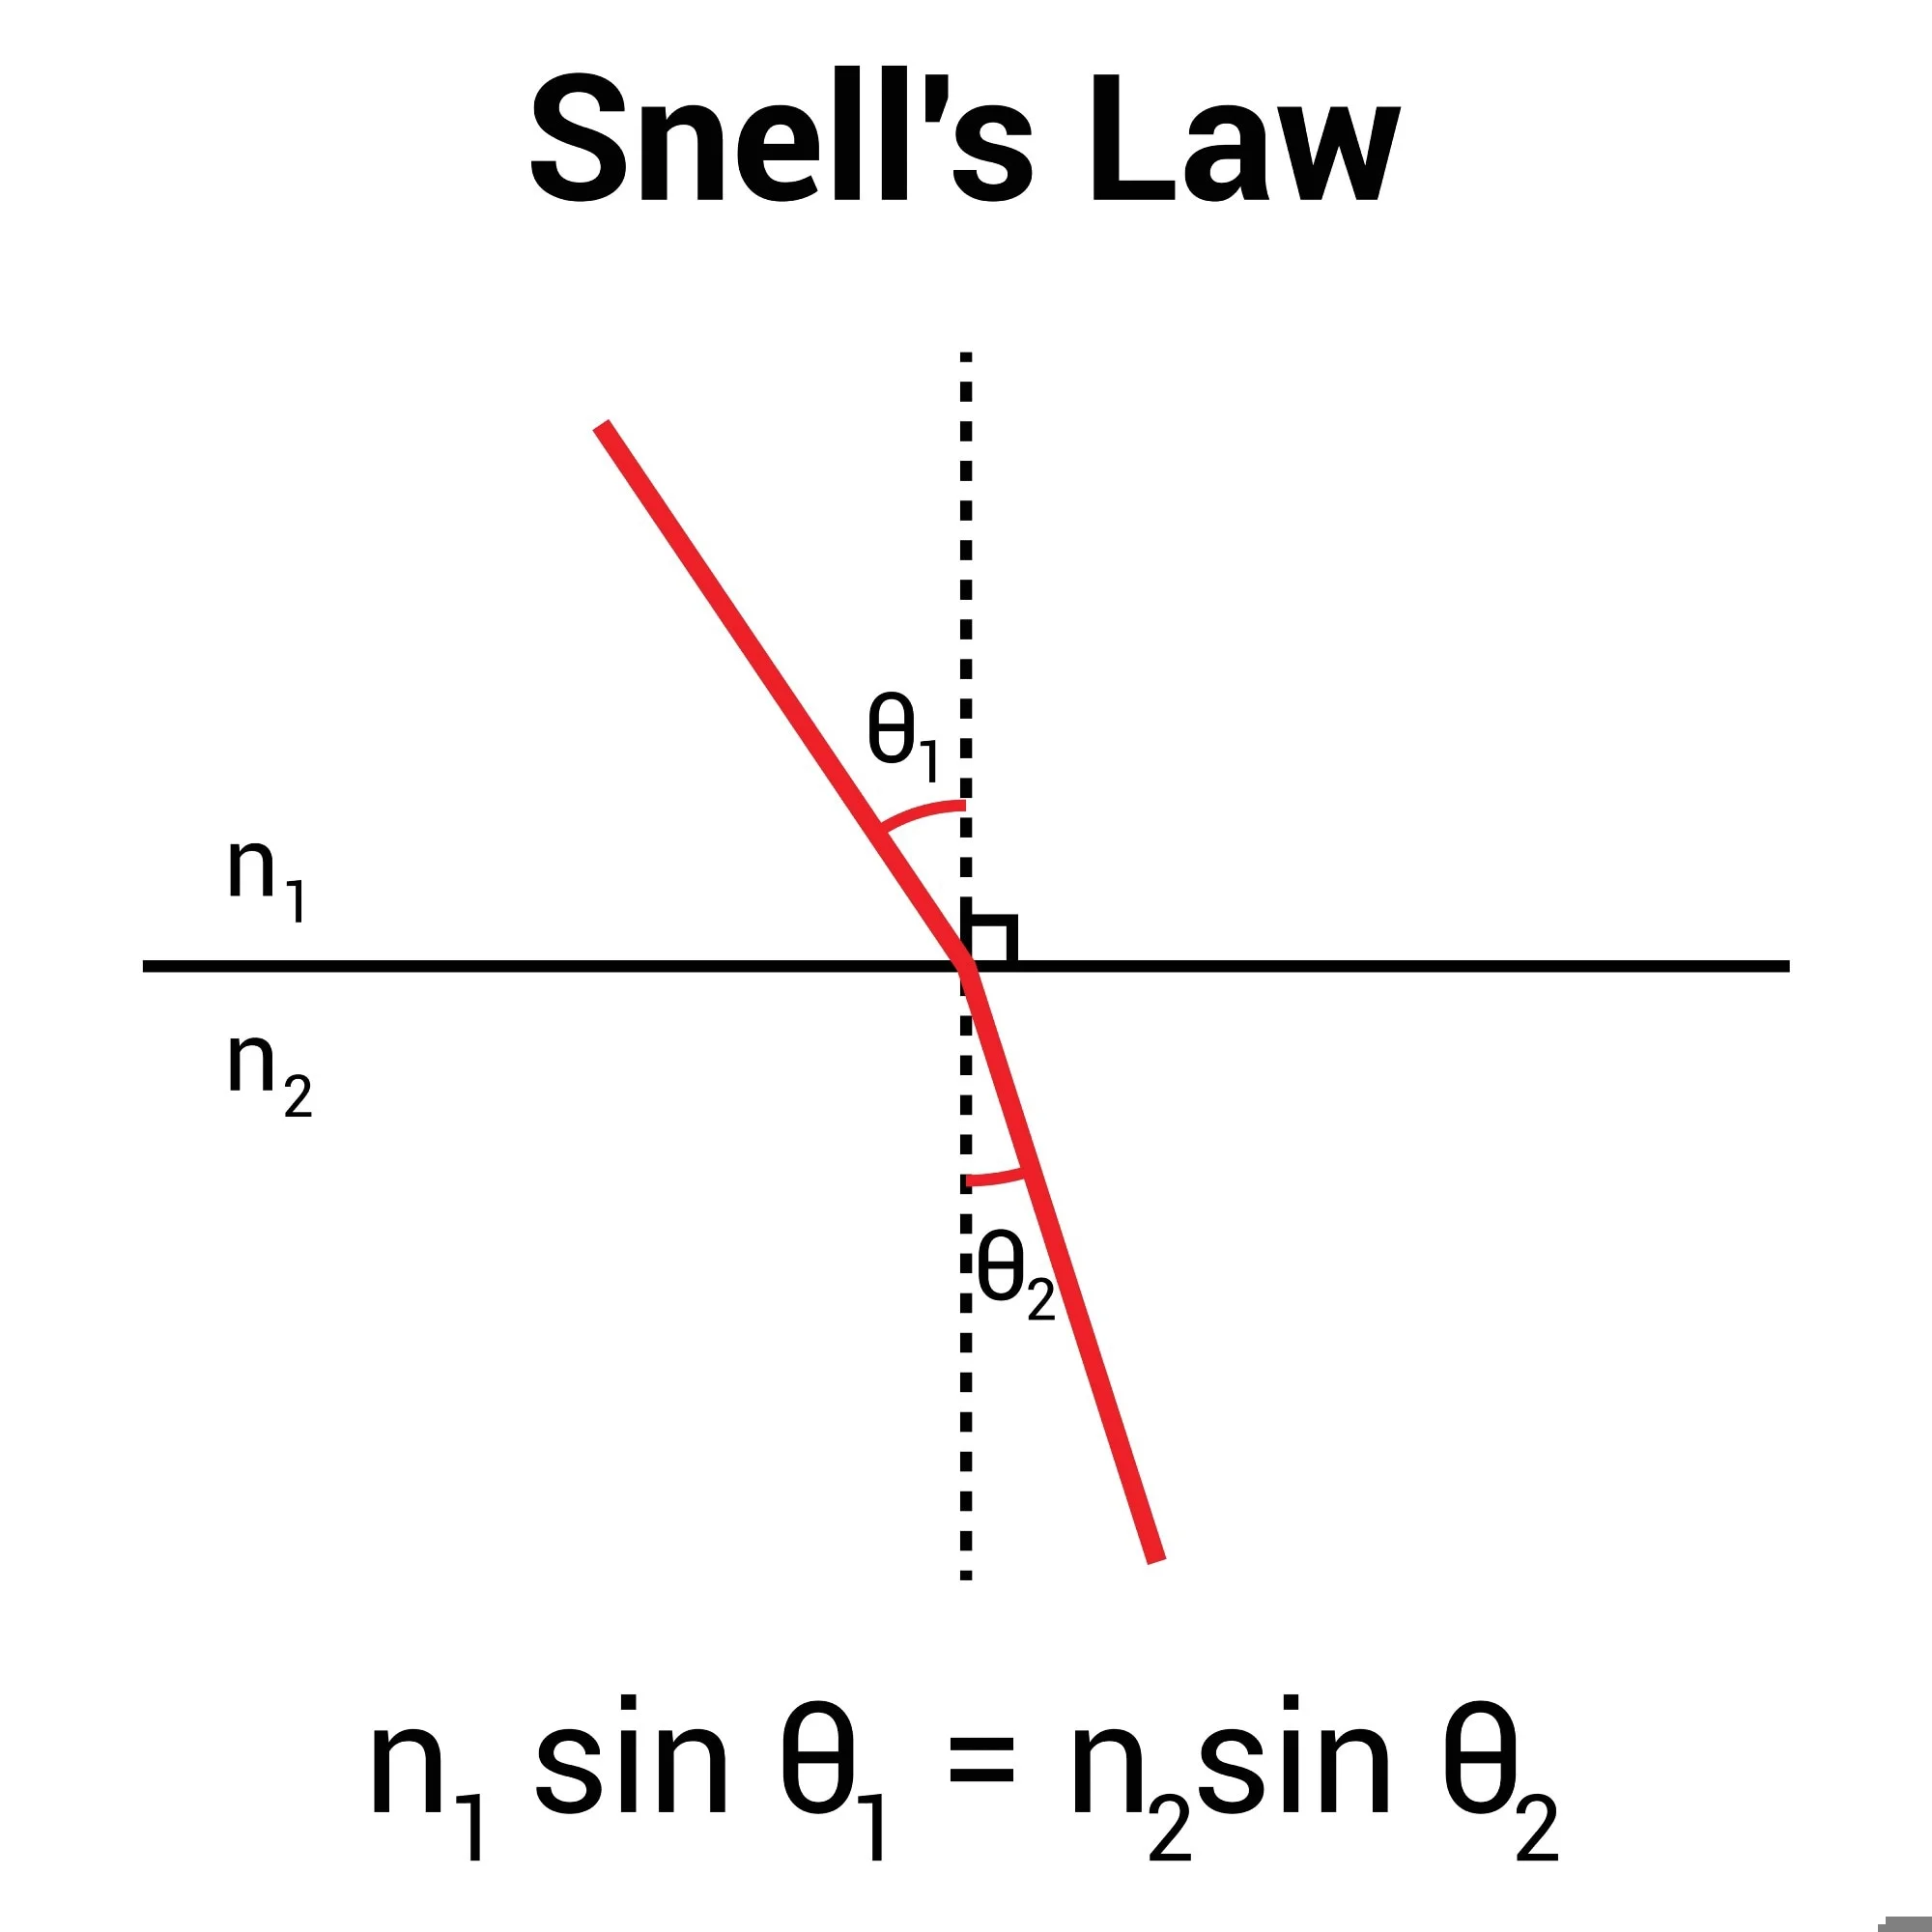 Snell's Law
θ₁
n₁
n₂
θ₂
n₁ sin θ₁ = n₂sin θ₂